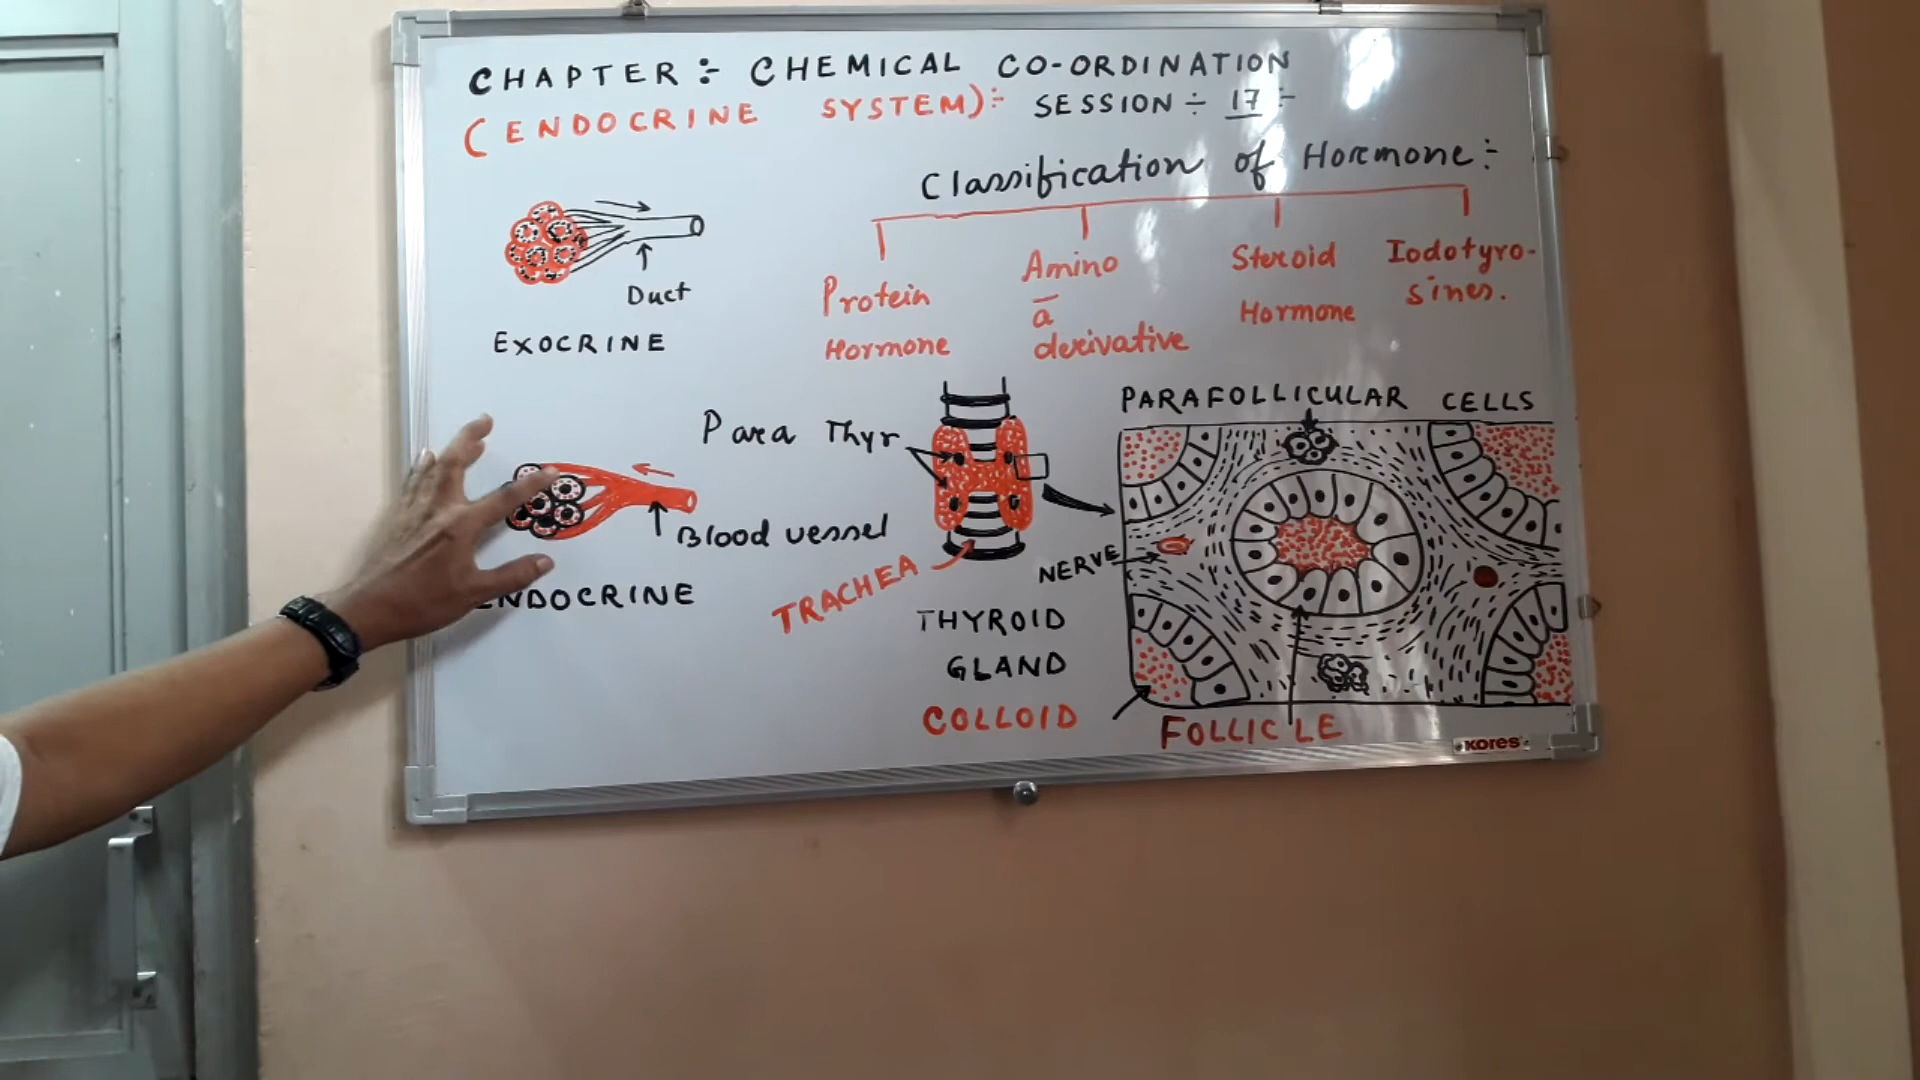 CHAPTER :- CHEMICAL CO-ORDINATION
(ENDOCRINE SYSTEM) :- SESSION :- 17 :-
Classification of Hormone :-
Protein
Hormone
Amino
a
derivative
Steroid
Hormone
Iodotyro-
sines.
Duct
EXOCRINE
Para Thyr
Blood vessel
ENDOCRINE
TRACHEA
THYROID
GLAND
COLLOID
PARAFOLLICULAR CELLS
NERVE
FOLLICLE
KORES